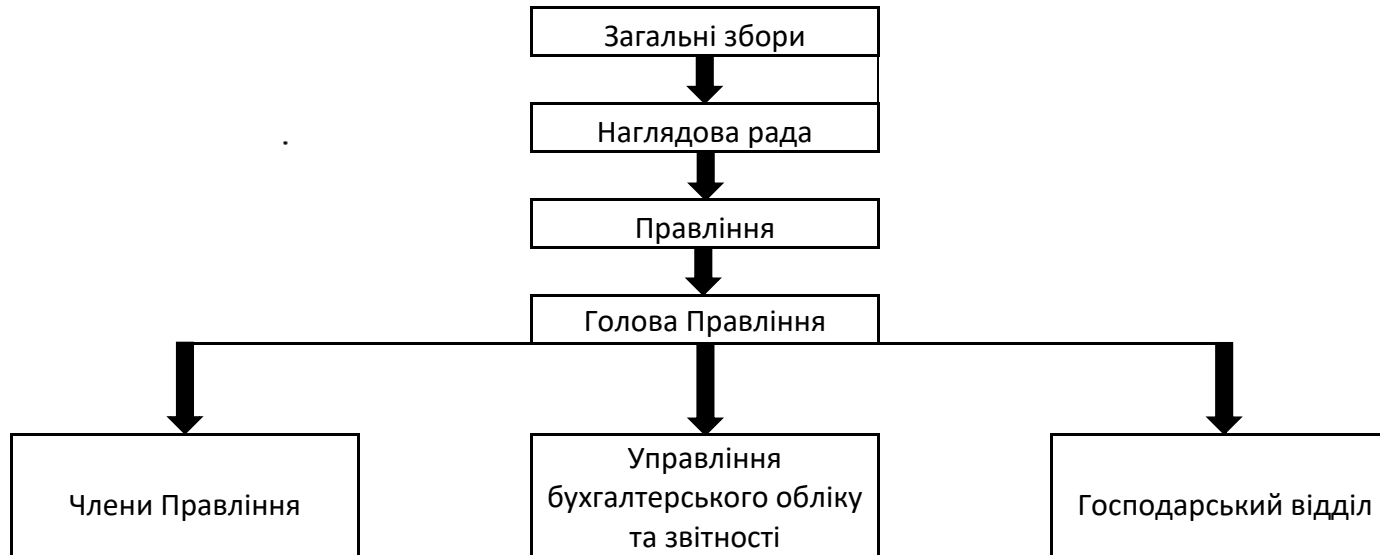 Загальні збори
Наглядова рада
Правління
Голова Правління
Члени Правління
Управління
бухгалтерського обліку
та звітності
Господарський відділ